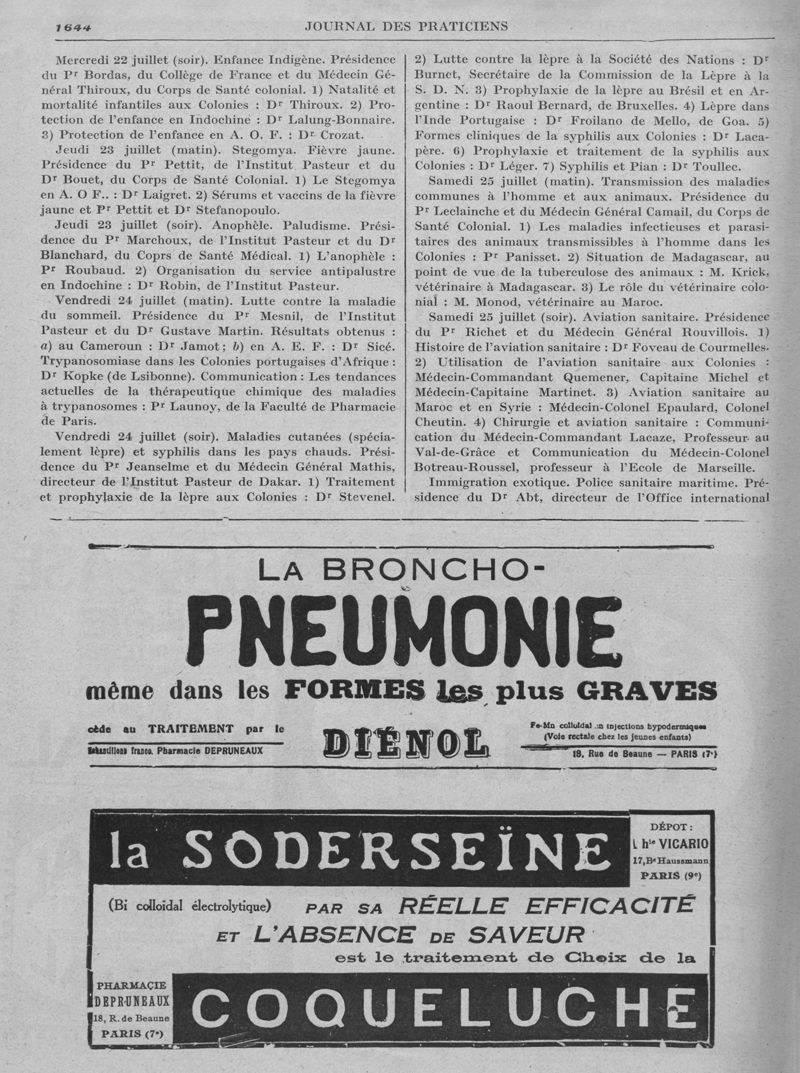 1644
JOURNAL DES PRATICIENS
Mercredi 22 juillet (soir). Enfance Indigène. Présidence
du Pr Bordas, du Collège de France et du Médecin Gé-
néral Thiroux, du Corps de Santé colonial. 1) Natalité et
mortalité infantiles aux Colonies : Dr Thiroux. 2) Pro-
tection de l'enfance en Indochine : Dr Lalung-Bonnaire.
3) Protection de l'enfance en A. O. F. : Dr Crozat.
Jeudi 23 juillet (matin). Stegomya. Fièvre jaune.
Présidence du Pr Pettit, de l'Institut Pasteur et du
Dr Bouet, du Corps de Santé Colonial. 1) Le Stegomya
en A. O F.. : Dr Laigret. 2) Sérums et vaccins de la fièvre
jaune et Pr Pettit et Dr Stefanopoulo.
Jeudi 23 juillet (soir). Anophèle. Paludisme. Prési-
dence du Pr Marchoux, de l'Institut Pasteur et du Dr
Blanchard, du Coprs de Santé Médical. 1) L'anophèle :
Pr Roubaud. 2) Organisation du service antipalustre
en Indochine : Dr Robin, de l'Institut Pasteur.
Vendredi 24 juillet (matin). Lutte contre la maladie
du sommeil. Présidence du Pr Mesnil, de l'Institut
Pasteur et du Dr Gustave Martin. Résultats obtenus :
a) au Cameroun : Dr Jamot; b) en A. E. F. : Dr Sicé.
Trypanosomiase dans les Colonies portugaises d'Afrique :
Dr Kopke (de Lsibonne). Communication : Les tendances
actuelles de la thérapeutique chimique des maladies
à trypanosomes : Pr Launoy, de la Faculté de Pharmacie
de Paris.
Vendredi 24 juillet (soir). Maladies cutanées (spécia-
lement lèpre) et syphilis dans les pays chauds. Prési-
dence du Pr Jeanselme et du Médecin Général Mathis,
directeur de l'Institut Pasteur de Dakar. 1) Traitement
et prophylaxie de la lèpre aux Colonies : Dr Stevenel.
2) Lutte contre la lèpre à la Société des Nations : Dr
Burnet, Secrétaire de la Commission de la Lèpre à la
S. D. N. 3) Prophylaxie de la lèpre au Brésil et en Ar-
gentine : Dr Raoul Bernard, de Bruxelles. 4) Lèpre dans
l'Inde Portugaise : Dr Froilano de Mello, de Goa. 5)
Formes cliniques de la syphilis aux Colonies : Dr Laca-
père. 6) Prophylaxie et traitement de la syphilis aux
Colonies : Dr Léger. 7) Syphilis et Pian : Dr Toullec.
Samedi 25 juillet (matin). Transmission des maladies
communes à l'homme et aux animaux. Présidence du
Pr Leclainche et du Médecin Général Camail, du Corps de
Santé Colonial. 1) Les maladies infectieuses et parasi-
taires des animaux transmissibles à l'homme dans les
Colonies : Pr Panisset. 2) Situation de Madagascar, au
point de vue de la tuberculose des animaux : M. Krick,
vétérinaire à Madagascar. 3) Le rôle du vétérinaire colo-
nial : M. Monod, vétérinaire au Maroc.
Samedi 25 juillet (soir). Aviation sanitaire. Présidence
du Pr Richet et du Médecin Général Rouvillois. 1)
Histoire de l'aviation sanitaire : Dr Foveau de Courmelles.
2) Utilisation de l'aviation sanitaire aux Colonies :
Médecin-Commandant Quemener, Capitaine Michel et
Médecin-Capitaine Martinet. 3) Aviation sanitaire au
Maroc et en Syrie : Médecin-Colonel Epaulard, Colonel
Cheutin. 4) Chirurgie et aviation sanitaire : Communi-
cation du Médecin-Commandant Lacaze, Professeur au
Val-de-Grâce et Communication du Médecin-Colonel
Botreau-Roussel, professeur à l'Ecole de Marseille.
Immigration exotique. Police sanitaire maritime. Pré-
sidence du Dr Abt, directeur de l'Office international
LA BRONCHO-
PNEUMONIE
même dans les FORMES les plus GRAVES
cède au TRAITEMENT par le
Echantillons franco. Pharmacie DEPRUNEAUX
DIÉNOL
Fe-Mn colloïdal en injections hypodermiques
(Voie rectale chez les jeunes enfants)
18, Rue de Beaune — PARIS (7e)
la SODERSEÏNE
DÉPOT :
Phie VICARIO
17, Bd Haussmann
PARIS (9e)
(Bi colloidal électrolytique) PAR SA RÉELLE EFFICACITÉ
ET L'ABSENCE DE SAVEUR
est le traitement de Choix de la
PHARMACIE
DEPRUNEAUX
18, R. de Beaune
PARIS (7e)
COQUELUCHE